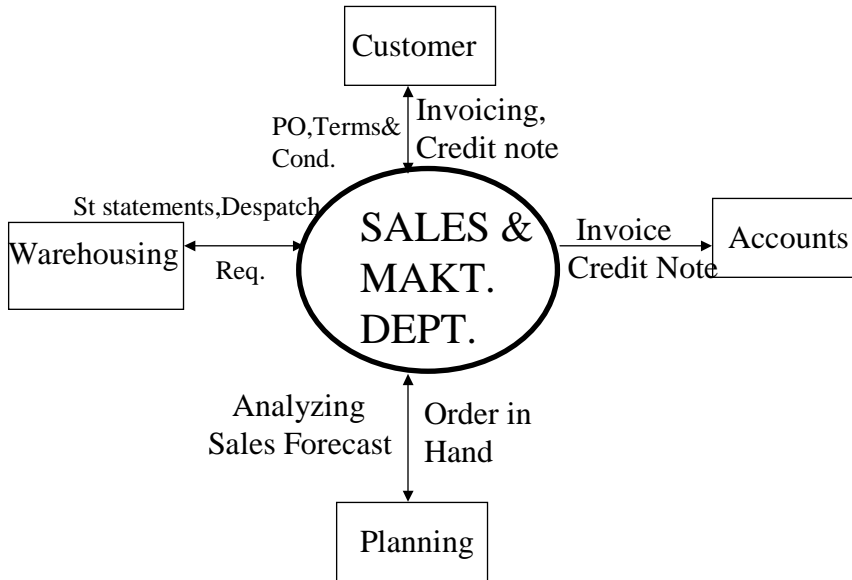 Customer
PO,Terms&
Cond.
Invoicing,
Credit note
St statements,Despatch
Warehousing
Req.
SALES &
MAKT.
DEPT.
Invoice
Credit Note
Accounts
Analyzing
Sales Forecast
Order in
Hand
Planning